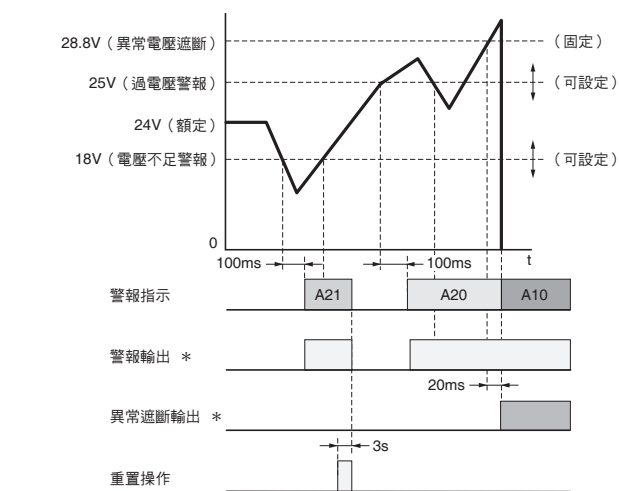 28.8V（異常電壓遮斷）
（固定）
25V（過電壓警報）
（可設定）
24V（額定）
18V（電壓不足警報）
（可設定）
0
t
100ms
100ms
警報指示
A21
A20
A10
警報輸出 ＊
20ms
異常遮斷輸出 ＊
3s
重置操作